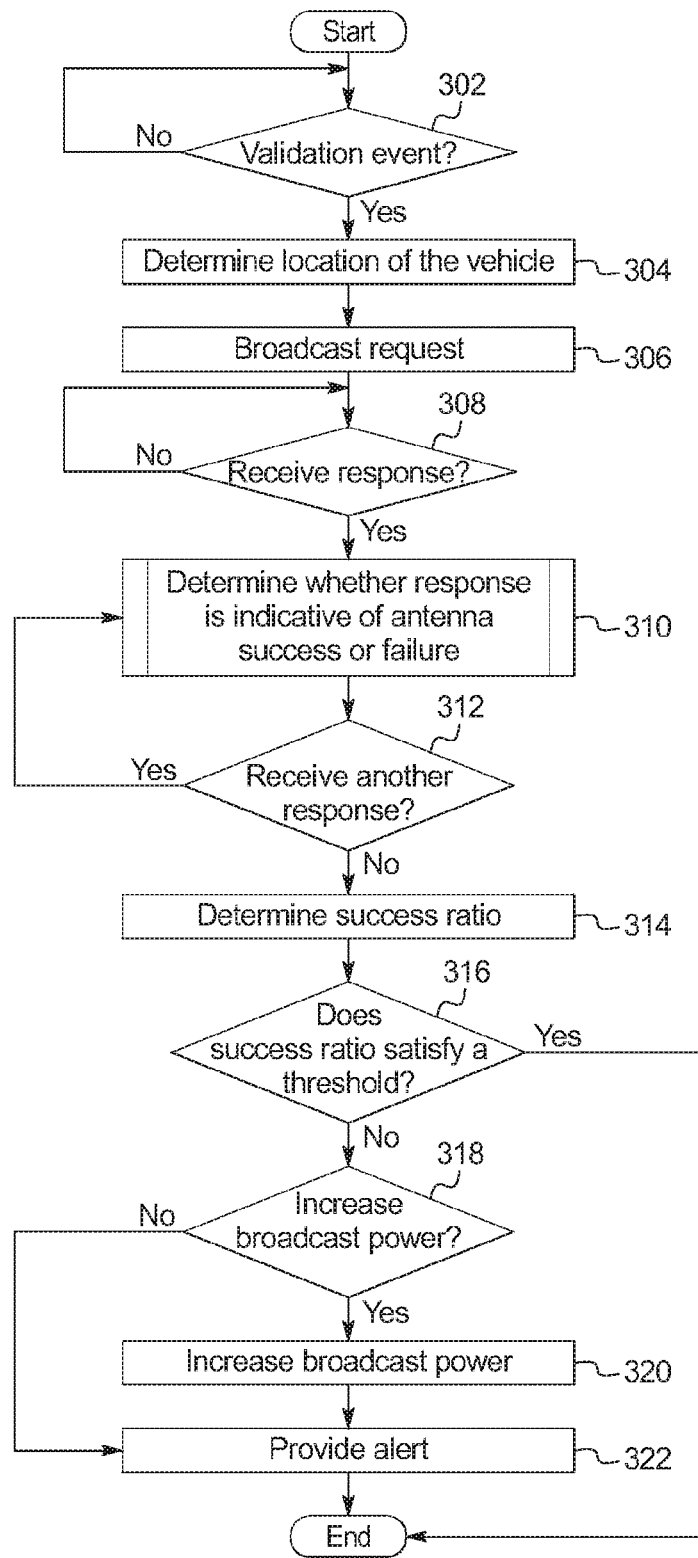 Start
302
No
Validation event?
Yes
Determine location of the vehicle
304
Broadcast request
306
308
No
Receive response?
Yes
Determine whether response
is indicative of antenna
success or failure
310
312
Yes
Receive another
response?
No
Determine success ratio
314
316
Does
success ratio satisfy a
threshold?
Yes
No
318
No
Increase
broadcast power?
Yes
Increase broadcast power
320
Provide alert
322
End